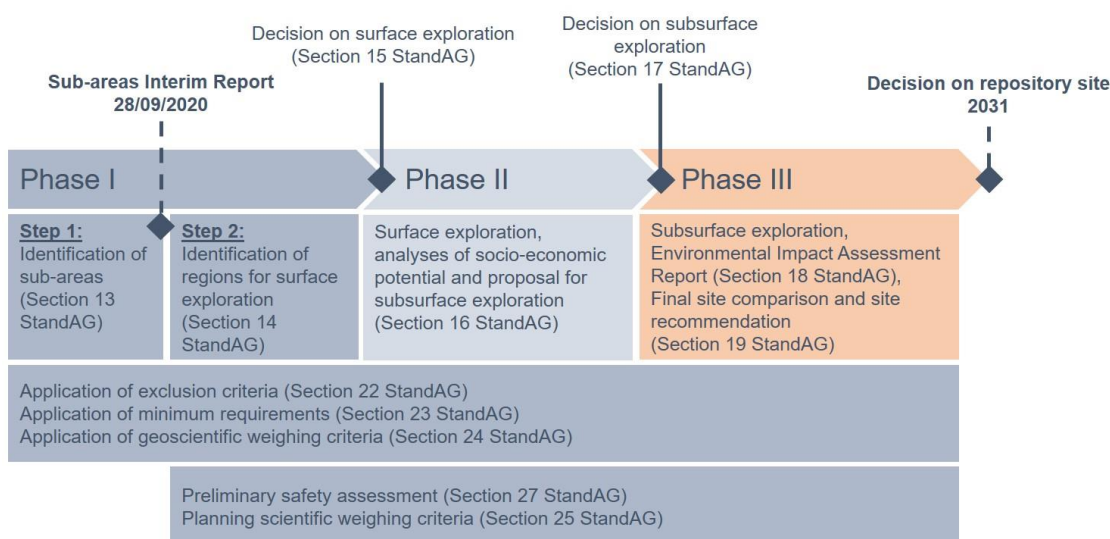 Decision on surface exploration
(Section 15 StandAG)
Decision on subsurface
exploration
(Section 17 StandAG)
Sub-areas Interim Report
28/09/2020
Decision on repository site
2031
Phase I
Phase II
Phase III
Step 1:
Identification of
sub-areas
(Section 13
StandAG)
Step 2:
Identification of
regions for surface
exploration
(Section 14
StandAG)
Surface exploration,
analyses of socio-economic
potential and proposal for
subsurface exploration
(Section 16 StandAG)
Subsurface exploration,
Environmental Impact Assessment
Report (Section 18 StandAG),
Final site comparison and site
recommendation
(Section 19 StandAG)
Application of exclusion criteria (Section 22 StandAG)
Application of minimum requirements (Section 23 StandAG)
Application of geoscientific weighing criteria (Section 24 StandAG)
Preliminary safety assessment (Section 27 StandAG)
Planning scientific weighing criteria (Section 25 StandAG)